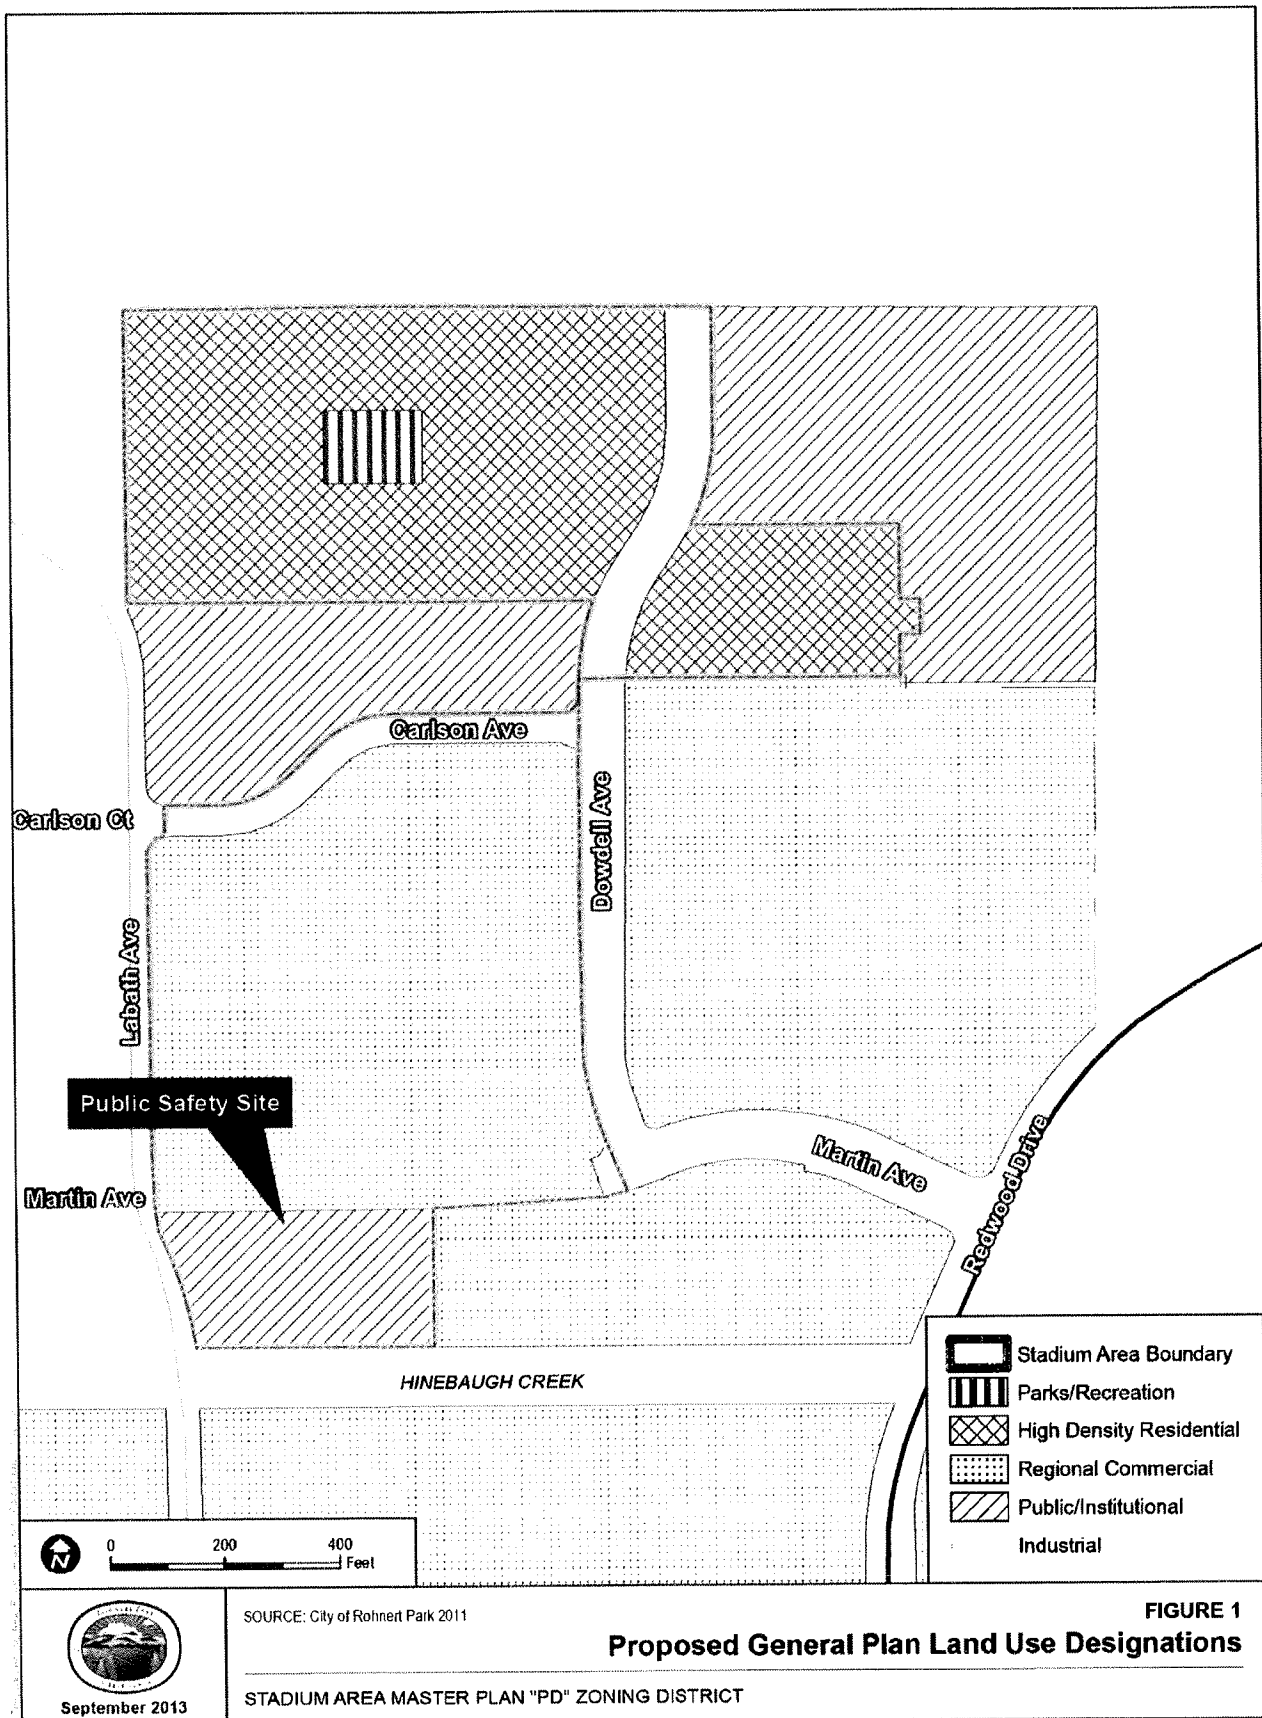 Carlson Ave
Carlson Ct
Dowdell Ave
Labath Ave
Public Safety Site
Martin Ave
Martin Ave
Redwood Drive
HINEBAUGH CREEK
Stadium Area Boundary
Parks/Recreation
High Density Residential
Regional Commercial
Public/Institutional
Industrial
N
0 200 400
Feet
SOURCE: City of Rohnert Park 2011
FIGURE 1
Proposed General Plan Land Use Designations
September 2013
STADIUM AREA MASTER PLAN "PD" ZONING DISTRICT